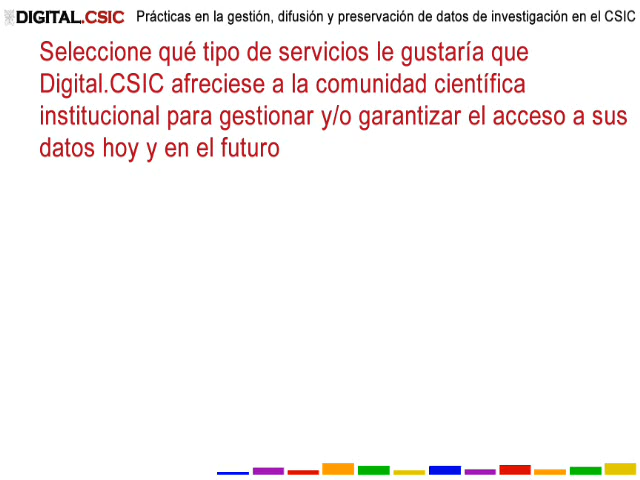 DIGITAL.CSIC Prácticas en la gestión, difusión y preservación de datos de investigación en el CSIC
Seleccione qué tipo de servicios le gustaría que
Digital.CSIC afreciese a la comunidad científica
institucional para gestionar y/o garantizar el acceso a sus
datos hoy y en el futuro